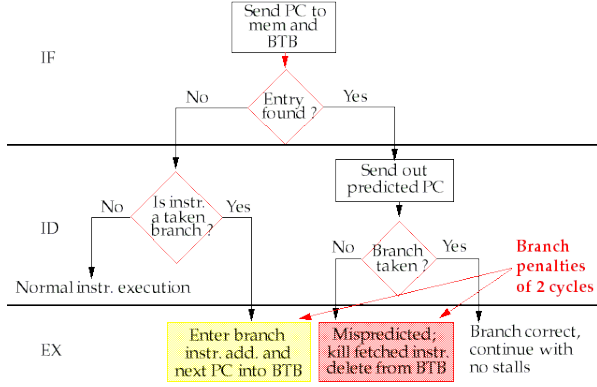 Send PC to
mem and
BTB
IF
No
Entry
found ?
Yes
Send out
predicted PC
No
Is instr.
a taken
branch ?
Yes
ID
No
Branch
taken ?
Yes
Branch
penalties
of 2 cycles
Normal instr. execution
EX
Enter branch
instr. add. and
next PC into BTB
Mispredicted;
kill fetched instr.
delete from BTB
Branch correct,
continue with
no stalls